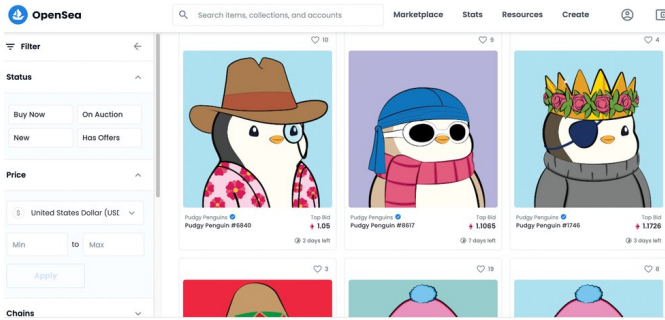 OpenSea
Search items, collections, and accounts
Marketplace
Stats
Resources
Create
Filter
Status
Buy Now
On Auction
New
Has Offers
Price
$ United States Dollar (USD
Min
to
Max
Apply
Chains
10
Pudgy Penguins
Top Bid
Pudgy Penguin #6840
1.05
2 days left
9
Pudgy Penguins
Top Bid
Pudgy Penguin #8617
1.1065
7 days left
4
Pudgy Penguins
Top Bid
Pudgy Penguin #1746
1.1726
3 days left
3
19
8